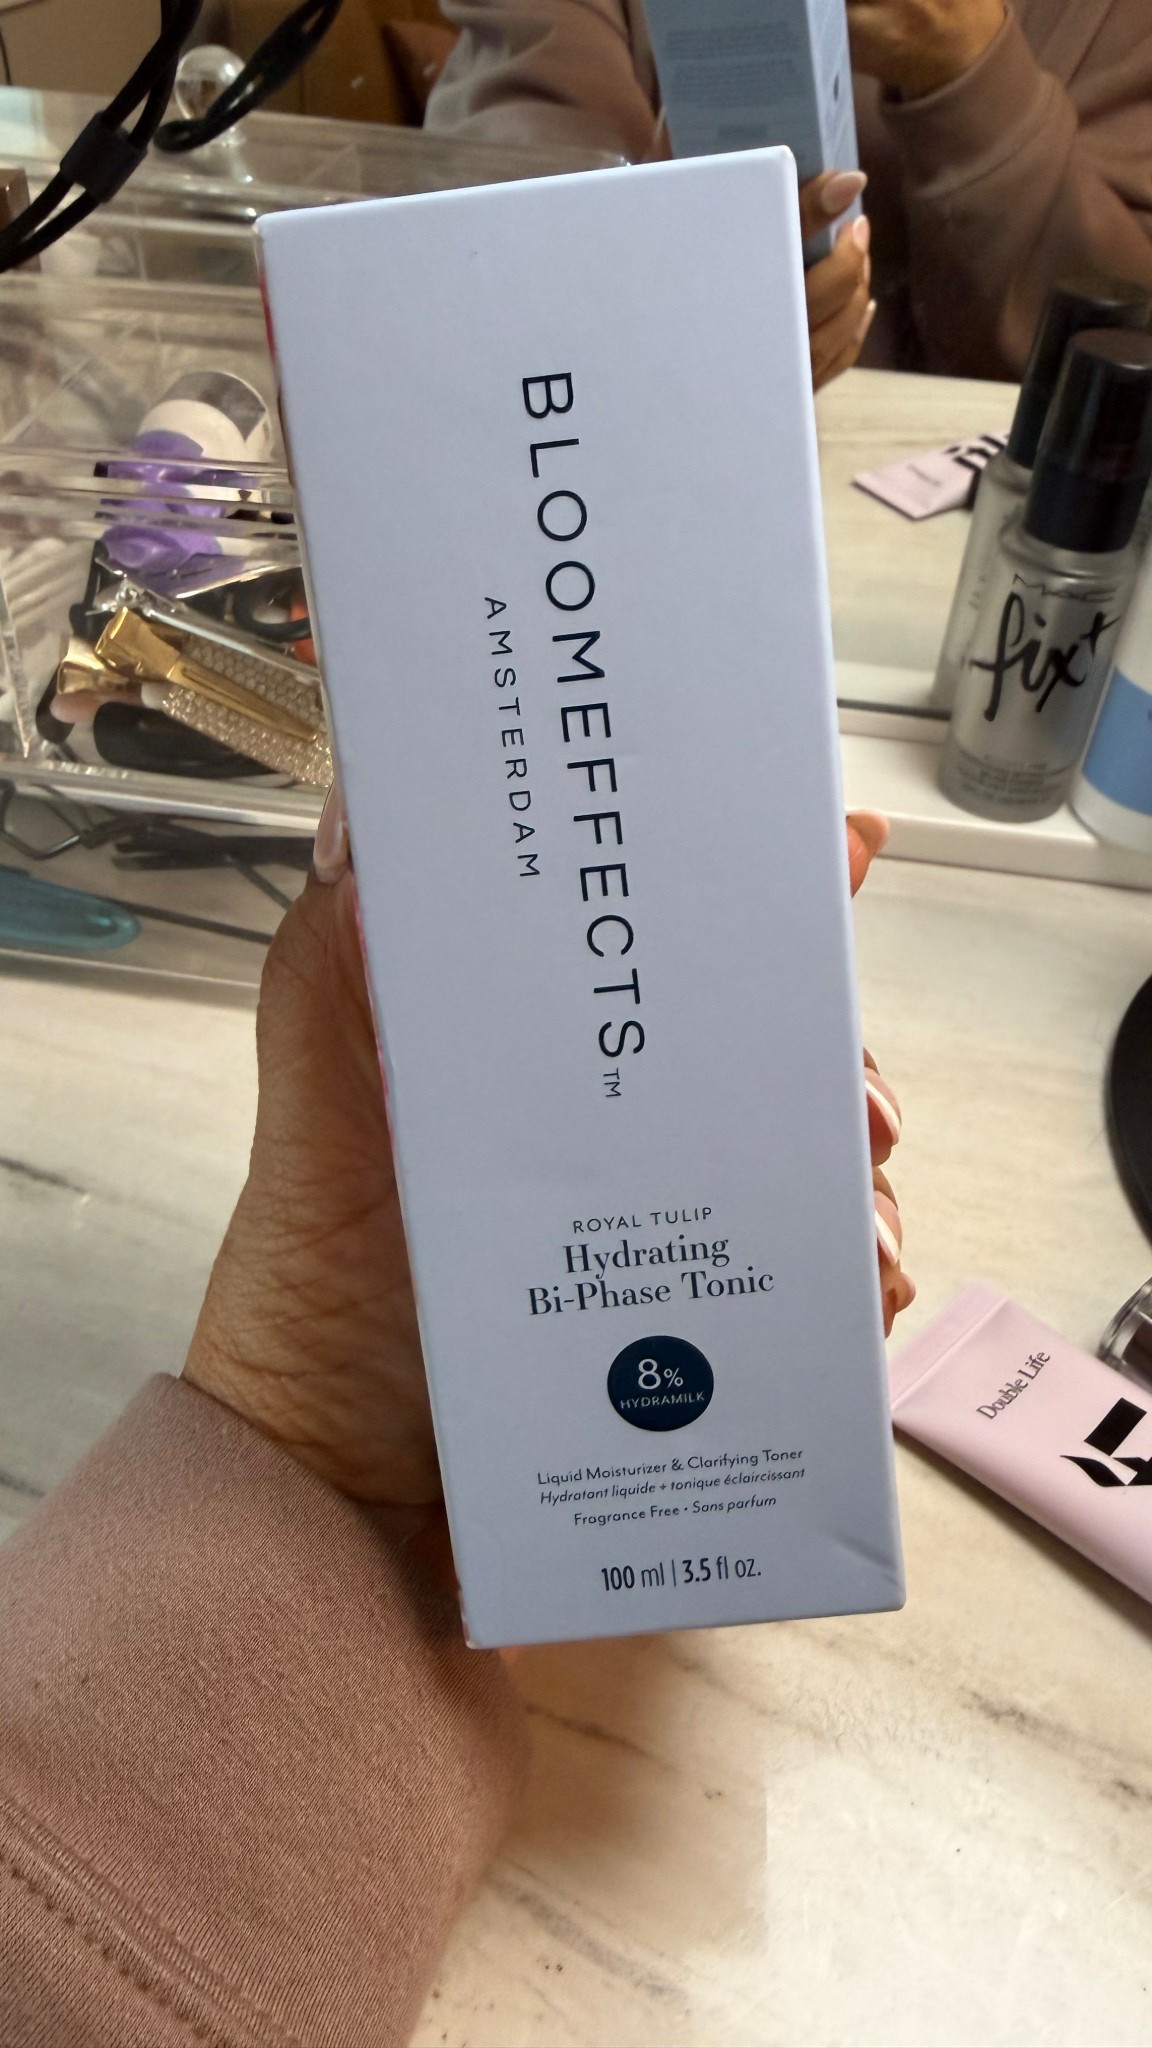 BLOOMEFFECTS™
AMSTERDAM
ROYAL TULIP
Hydrating
Bi-Phase Tonic
8%
HYDRAMILK
Liquid Moisturizer & Clarifying Toner
Hydratant liquide + tonique éclaircissant
Fragrance Free • Sans parfum
100 ml | 3.5 fl oz.
MAC
fix+
Double Life